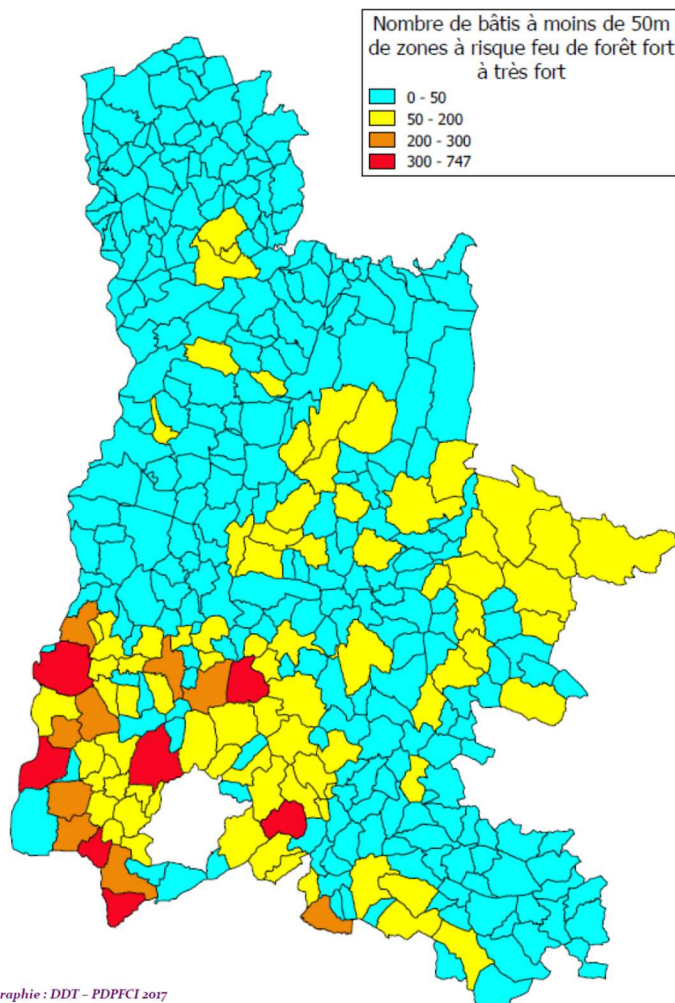 Nombre de bâtis à moins de 50m
de zones à risque feu de forêt fort
à très fort
0 - 50
50 - 200
200 - 300
300 - 747
raphie : DDT – PDPFCI 2017